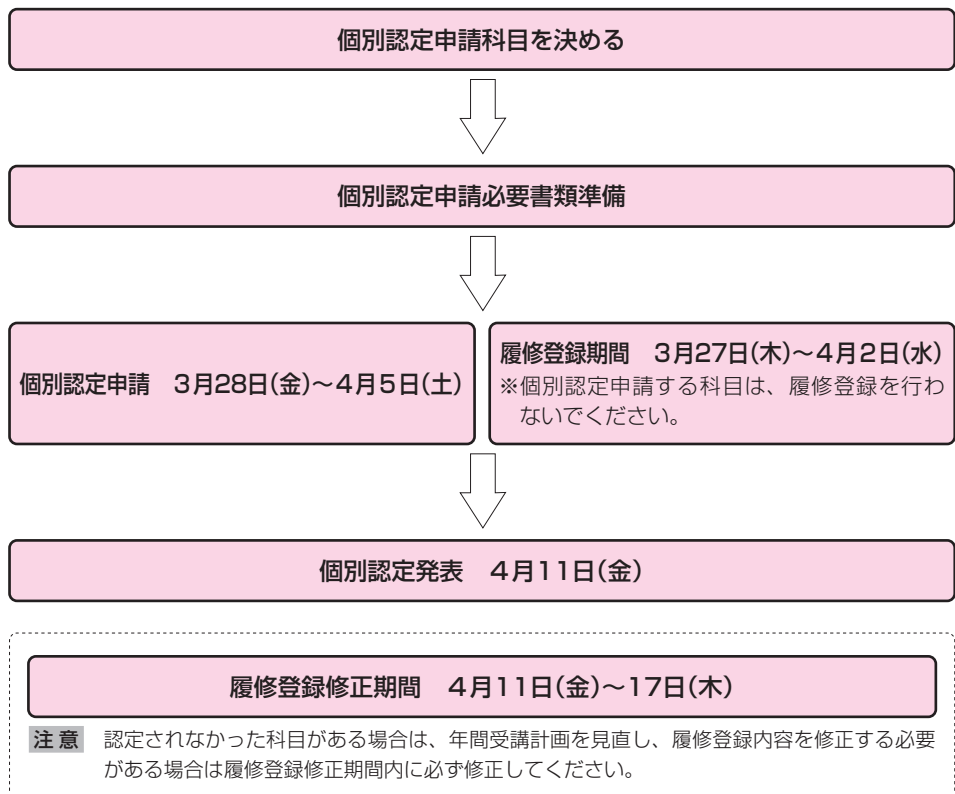 個別認定申請科目を決める
個別認定申請必要書類準備
個別認定申請　3月28日(金)～4月5日(土)
履修登録期間　3月27日(木)～4月2日(水)
※個別認定申請する科目は、履修登録を行わ
ないでください。
個別認定発表　4月11日(金)
履修登録修正期間　4月11日(金)～17日(木)
注意　認定されなかった科目がある場合は、年間受講計画を見直し、履修登録内容を修正する必要
がある場合は履修登録修正期間内に必ず修正してください。